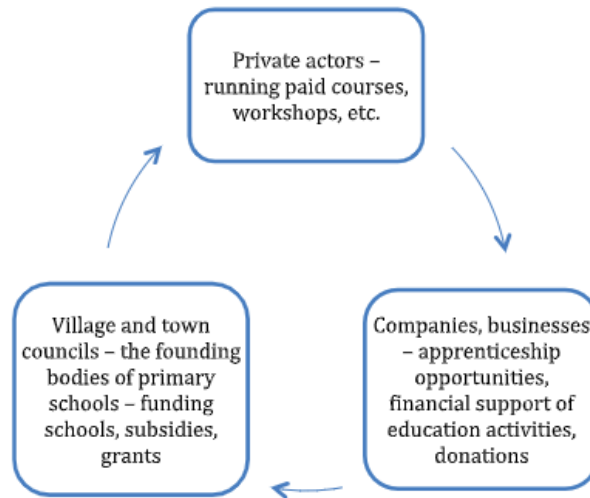 Private actors –
running paid courses,
workshops, etc.
Village and town
councils – the founding
bodies of primary
schools – funding
schools, subsidies,
grants
Companies, businesses
– apprenticeship
opportunities,
financial support of
education activities,
donations